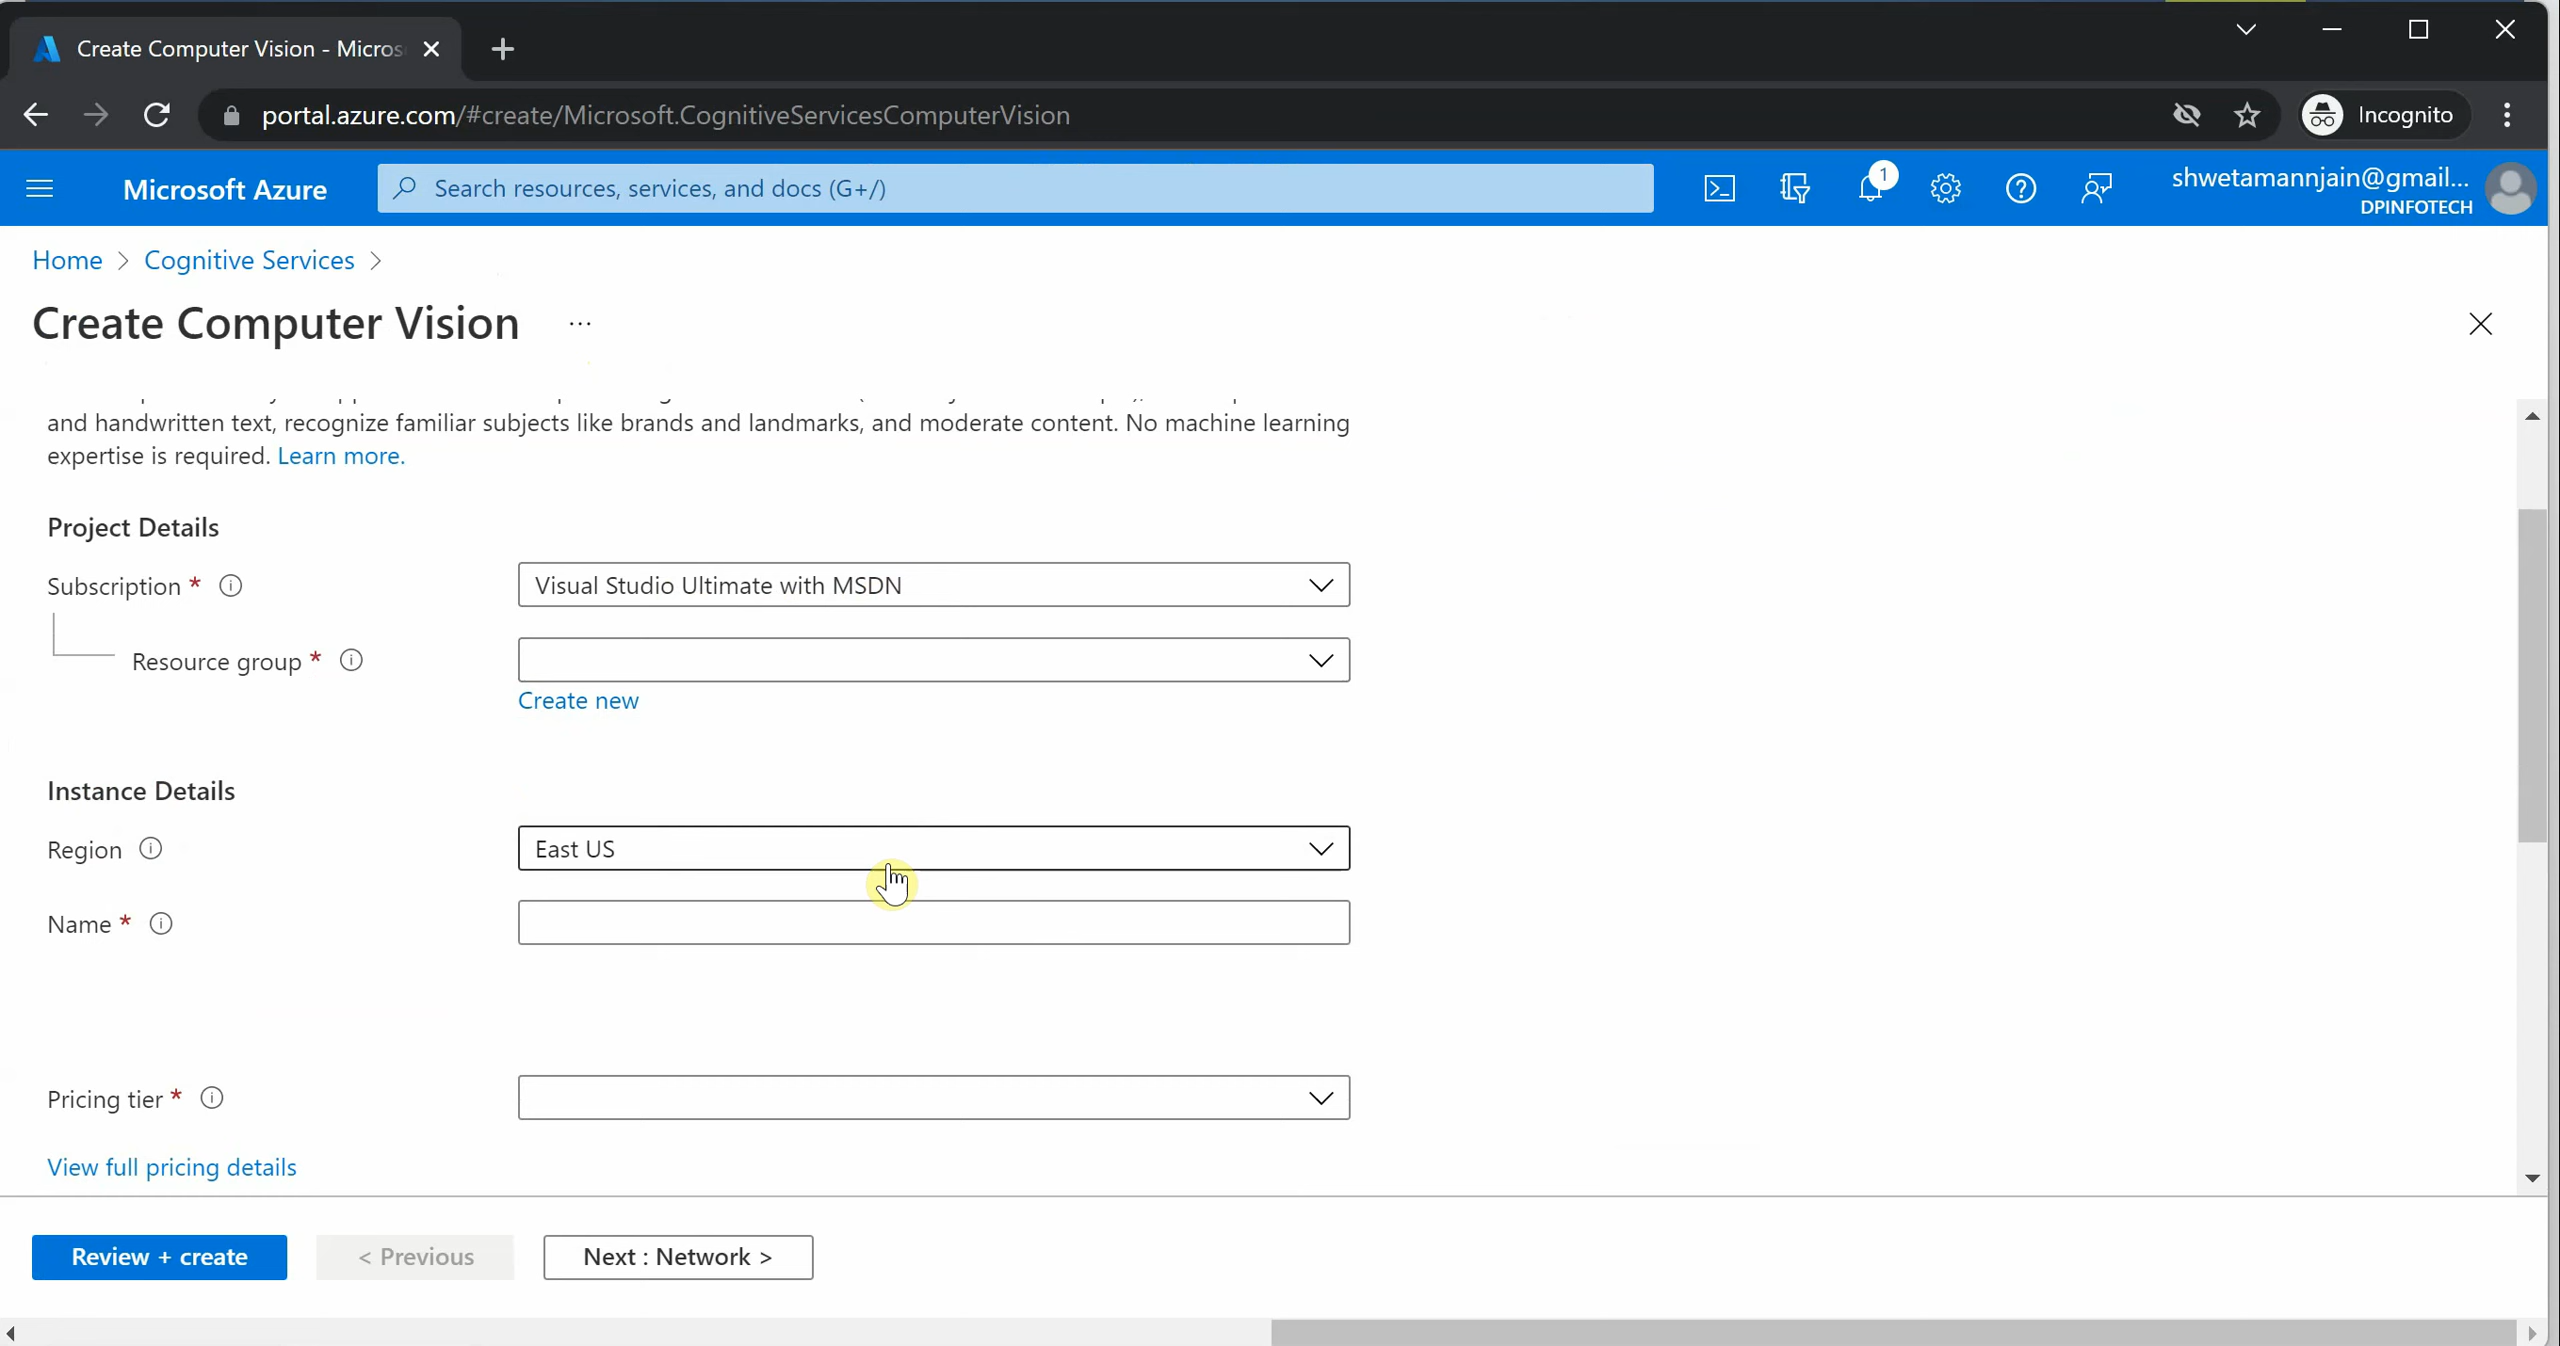 Create Computer Vision - Micros
portal.azure.com/#create/Microsoft.CognitiveServicesComputerVision
Incognito
Microsoft Azure
Search resources, services, and docs (G+/)
1
shwetamannjain@gmail...
DPINFOTECH
Home > Cognitive Services >
Create Computer Vision ...
and handwritten text, recognize familiar subjects like brands and landmarks, and moderate content. No machine learning
expertise is required. Learn more.
Project Details
Subscription *
Visual Studio Ultimate with MSDN
Resource group *
Create new
Instance Details
Region
East US
Name *
Pricing tier *
View full pricing details
Review + create
< Previous
Next : Network >